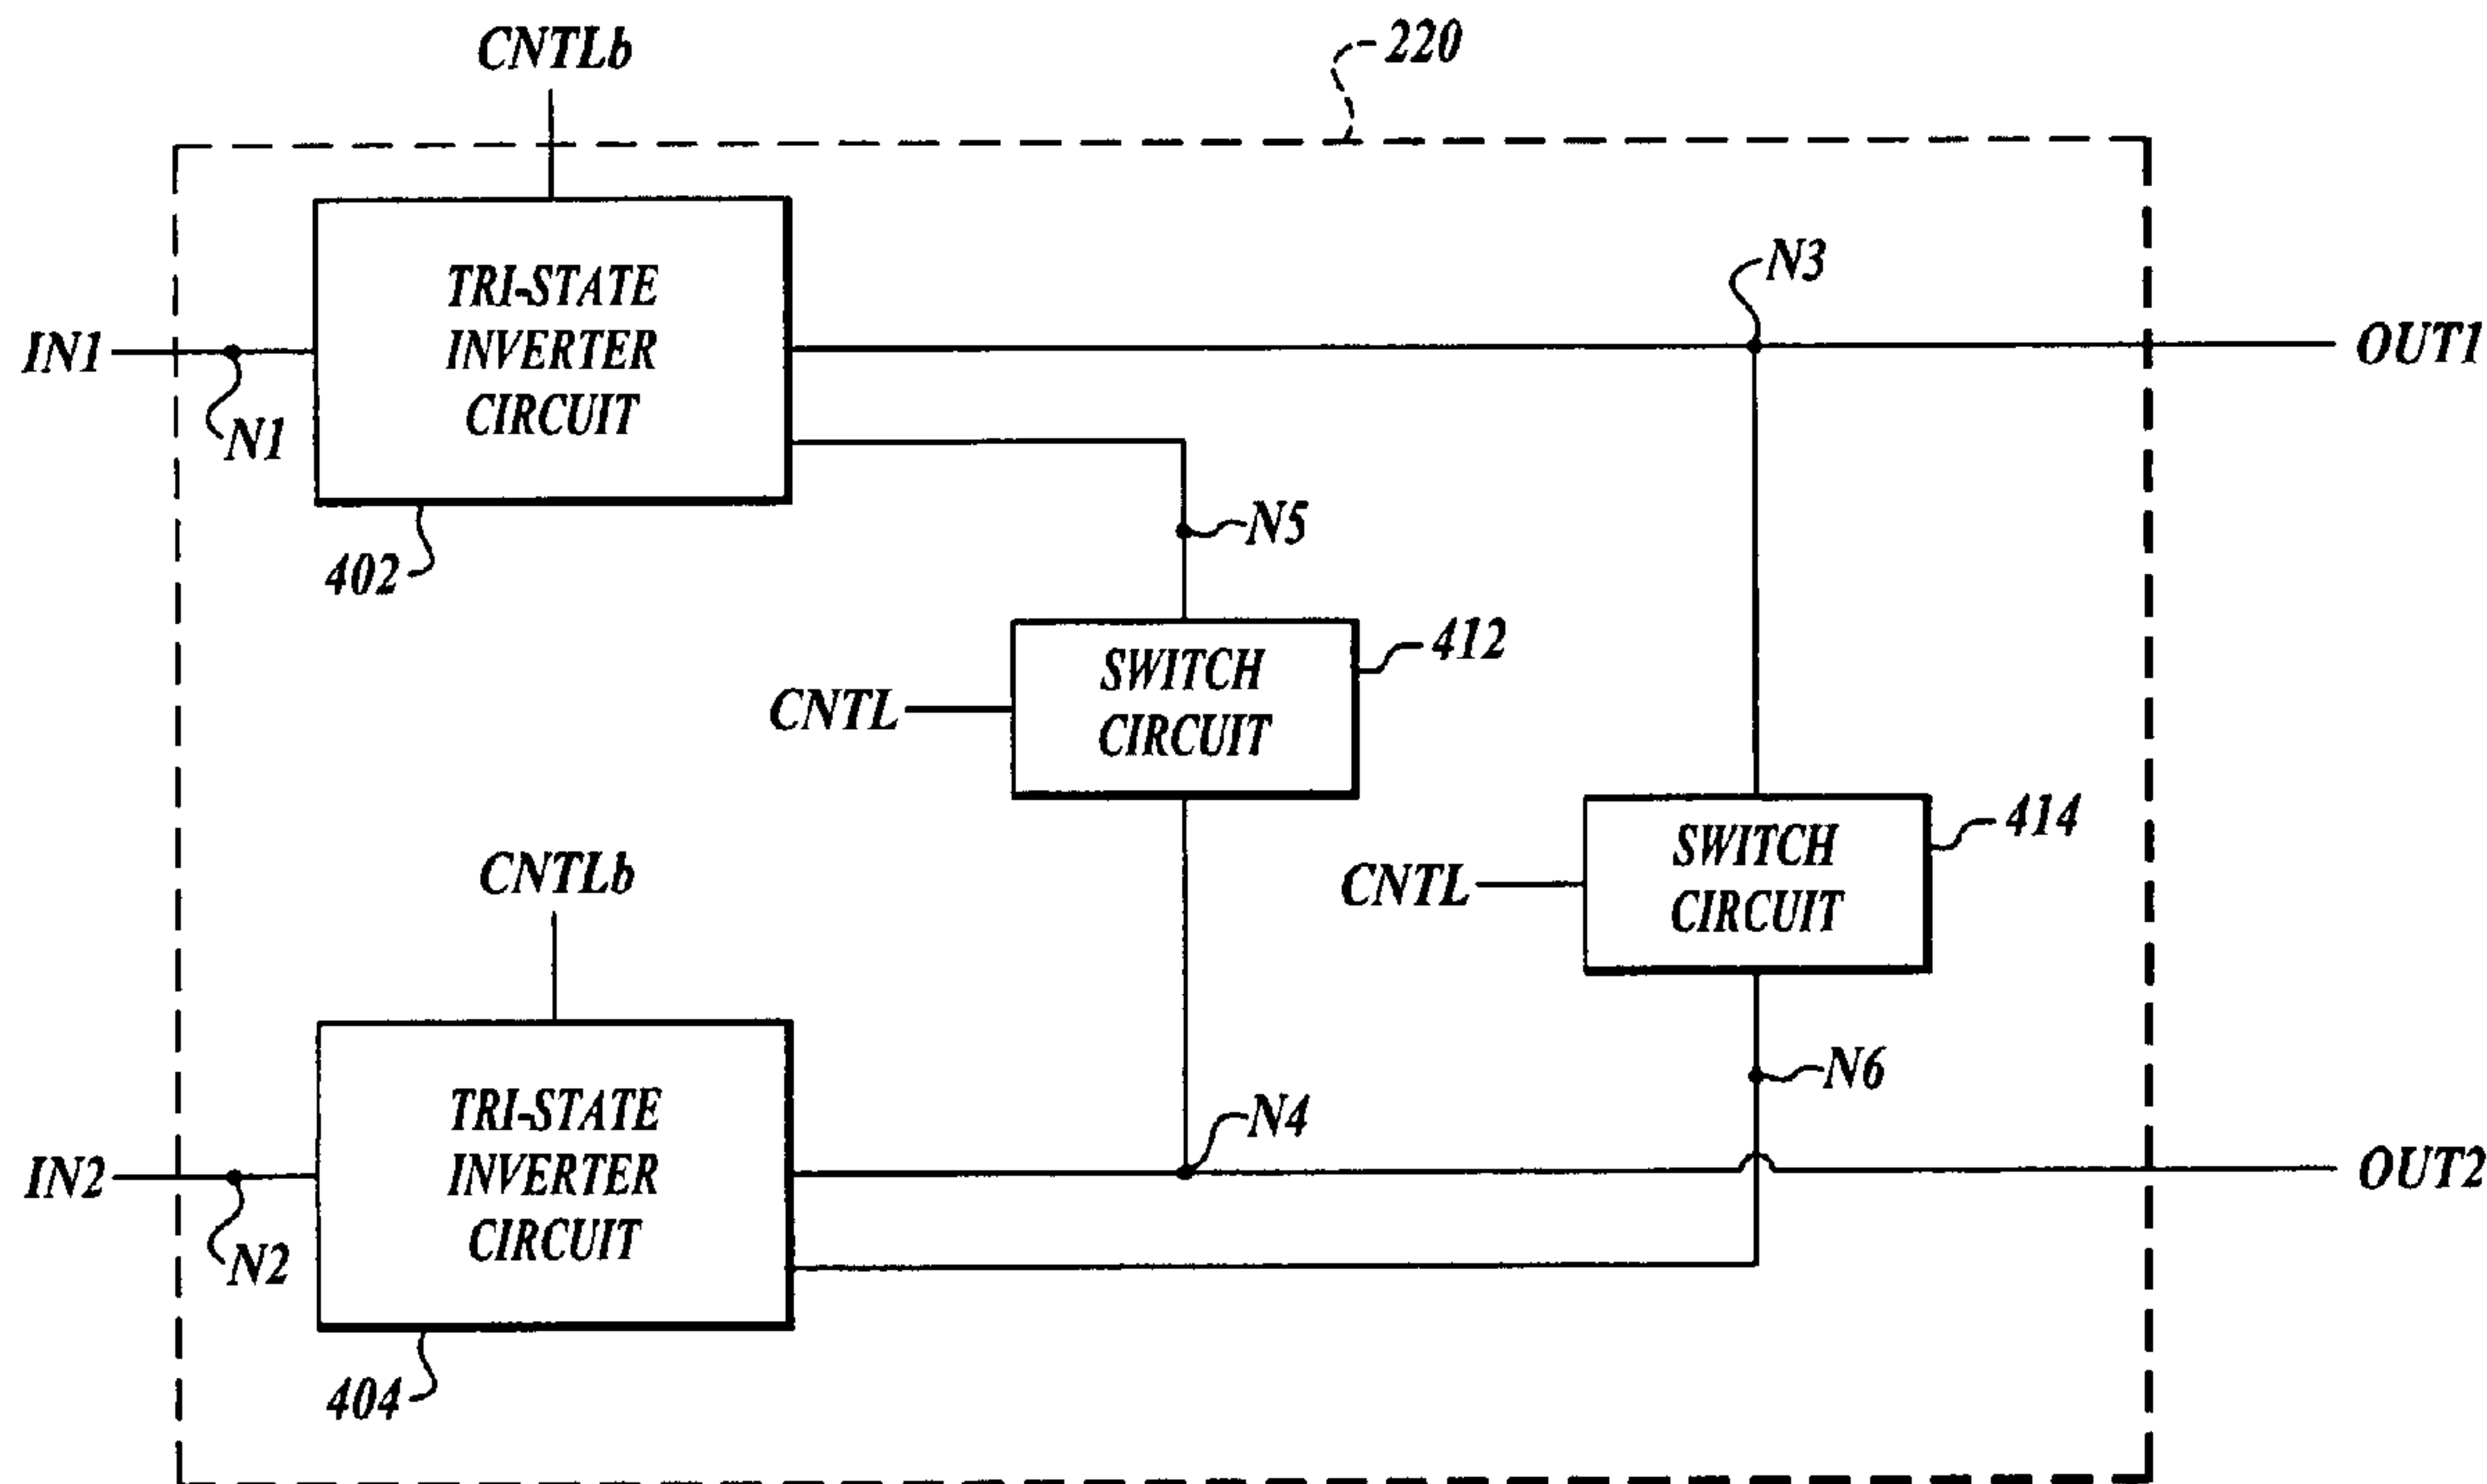 CNTLb
220
TRI-STATE
INVERTER
CIRCUIT
N3
IN1
OUT1
N1
N5
402
412
SWITCH
CIRCUIT
CNTL
414
SWITCH
CIRCUIT
CNTL
CNTLb
N6
TRI-STATE
INVERTER
CIRCUIT
N4
IN2
OUT2
N2
404